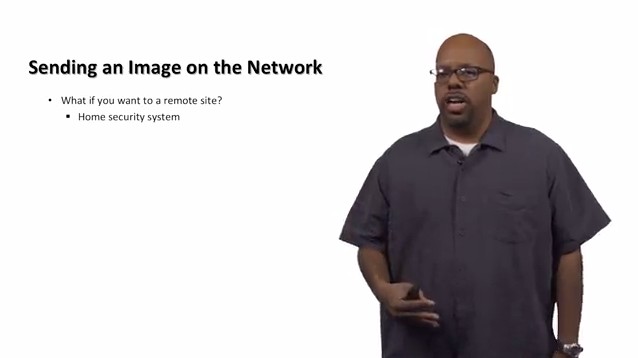 Sending an Image on the Network
• What if you want to a remote site?
▪ Home security system